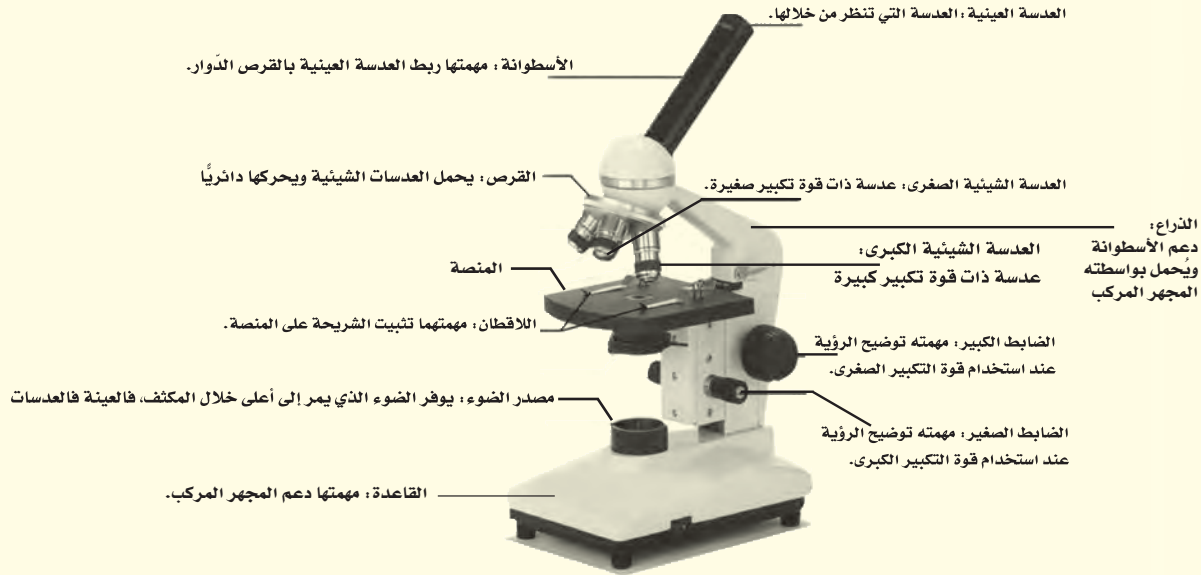 العدسة العينية: العدسة التي تنظر من خلالها.
الأسطوانة: مهمتها ربط العدسة العينية بالقرص الدّوار.
القرص: يحمل العدسات الشيئية ويحركها دائريًّا
العدسة الشيئية الصغرى: عدسة ذات قوة تكبير صغيرة.
الذراع:
دعم الأسطوانة
ويُحمل بواسطته
المجهر المركب
العدسة الشيئية الكبرى:
عدسة ذات قوة تكبير كبيرة
المنصة
اللاقطان: مهمتهما تثبيت الشريحة على المنصة.
الضابط الكبير: مهمته توضيح الرؤية
عند استخدام قوة التكبير الصغرى.
مصدر الضوء: يوفر الضوء الذي يمر إلى أعلى خلال المكثف، فالعينة فالعدسات
الضابط الصغير: مهمته توضيح الرؤية
عند استخدام قوة التكبير الكبرى.
القاعدة: مهمتها دعم المجهر المركب.